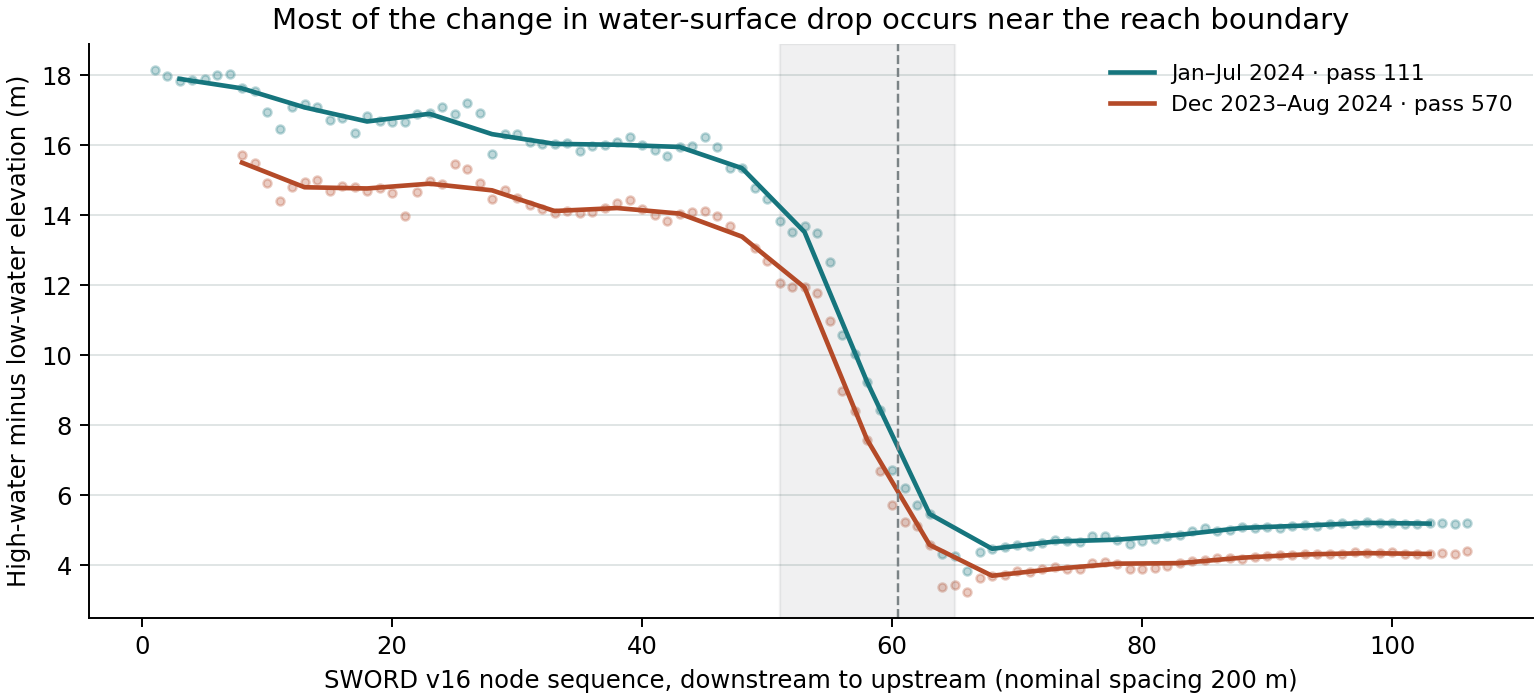 Most of the change in water-surface drop occurs near the reach boundary
High-water minus low-water elevation (m)
18
16
14
12
10
8
6
4
Jan–Jul 2024 · pass 111
Dec 2023–Aug 2024 · pass 570
0 20 40 60 80 100
SWORD v16 node sequence, downstream to upstream (nominal spacing 200 m)